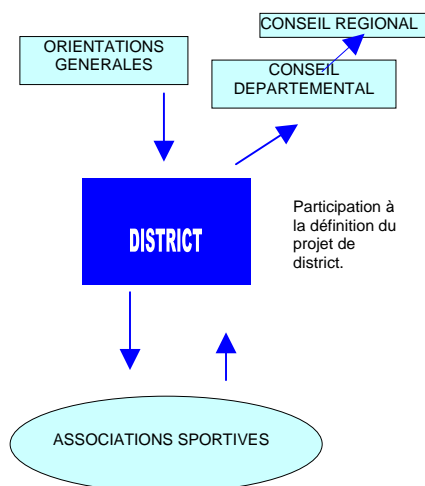 CONSEIL REGIONAL
ORIENTATIONS
GENERALES
CONSEIL
DEPARTEMENTAL
DISTRICT
Participation à
la définition du
projet de
district.
ASSOCIATIONS SPORTIVES